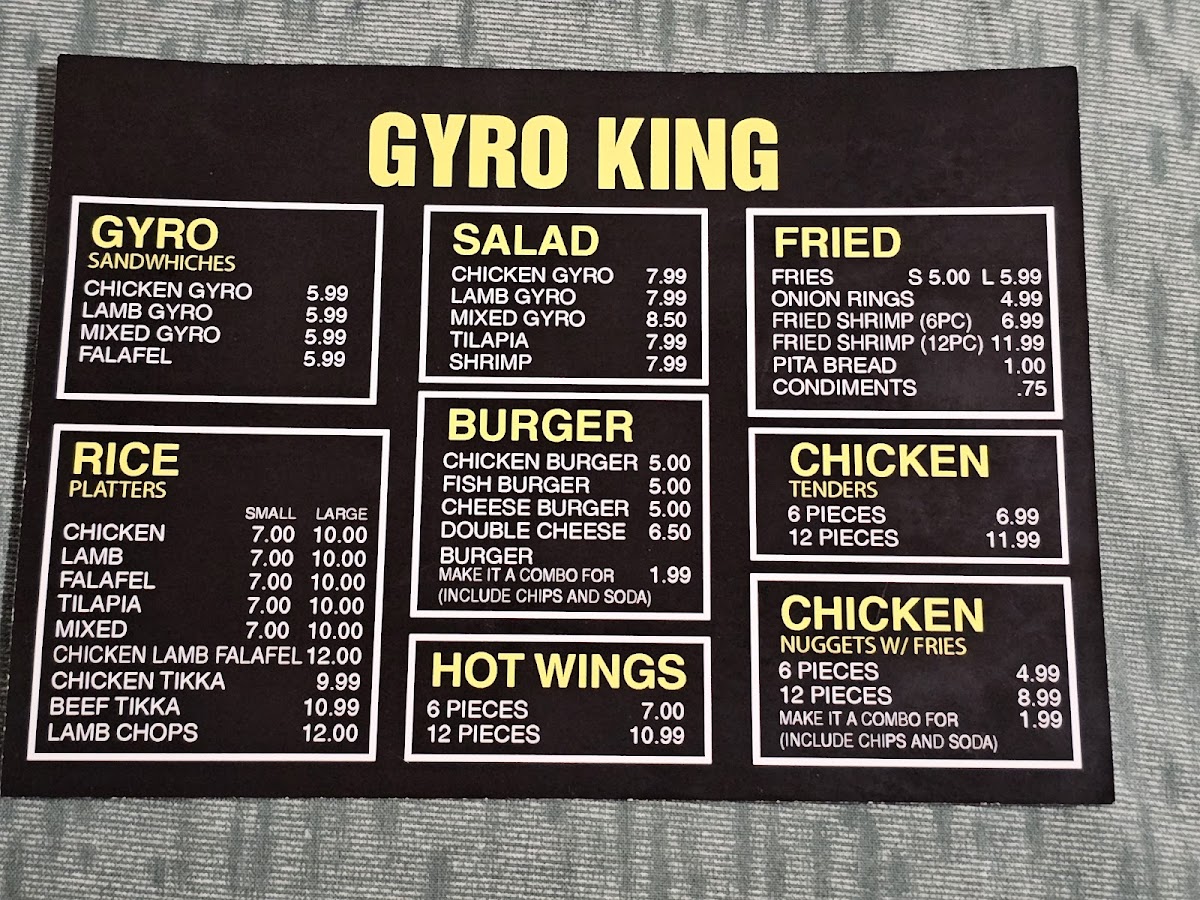 GYRO KING
GYRO
SANDWHICHES
CHICKEN GYRO 5.99
LAMB GYRO 5.99
MIXED GYRO 5.99
FALAFEL 5.99
RICE
PLATTERS
SMALL LARGE
CHICKEN 7.00 10.00
LAMB 7.00 10.00
FALAFEL 7.00 10.00
TILAPIA 7.00 10.00
MIXED 7.00 10.00
CHICKEN LAMB FALAFEL 12.00
CHICKEN TIKKA 9.99
BEEF TIKKA 10.99
LAMB CHOPS 12.00
SALAD
CHICKEN GYRO 7.99
LAMB GYRO 7.99
MIXED GYRO 8.50
TILAPIA 7.99
SHRIMP 7.99
BURGER
CHICKEN BURGER 5.00
FISH BURGER 5.00
CHEESE BURGER 5.00
DOUBLE CHEESE 6.50
BURGER
MAKE IT A COMBO FOR 1.99
(INCLUDE CHIPS AND SODA)
HOT WINGS
6 PIECES 7.00
12 PIECES 10.99
FRIED
FRIES S 5.00 L 5.99
ONION RINGS 4.99
FRIED SHRIMP (6PC) 6.99
FRIED SHRIMP (12PC) 11.99
PITA BREAD 1.00
CONDIMENTS .75
CHICKEN
TENDERS
6 PIECES 6.99
12 PIECES 11.99
CHICKEN
NUGGETS W/ FRIES
6 PIECES 4.99
12 PIECES 8.99
MAKE IT A COMBO FOR 1.99
(INCLUDE CHIPS AND SODA)